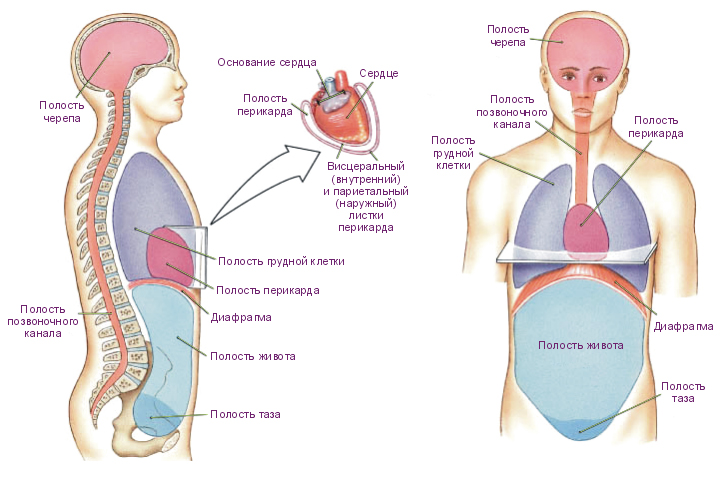 Полость
черепа
Основание сердца
Сердце
Полость
перикарда
Висцеральный
(внутренний)
и париетальный
(наружный)
листки
перикарда
Полость грудной клетки
Полость перикарда
Диафрагма
Полость
позвоночного
канала
Полость живота
Полость таза
Полость
черепа
Полость
позвоночного
канала
Полость
перикарда
Полость
грудной
клетки
Диафрагма
Полость живота
Полость
таза